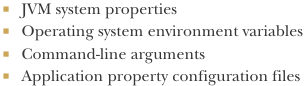 JVM system properties
Operating system environment variables
Command-line arguments
Application property configuration files